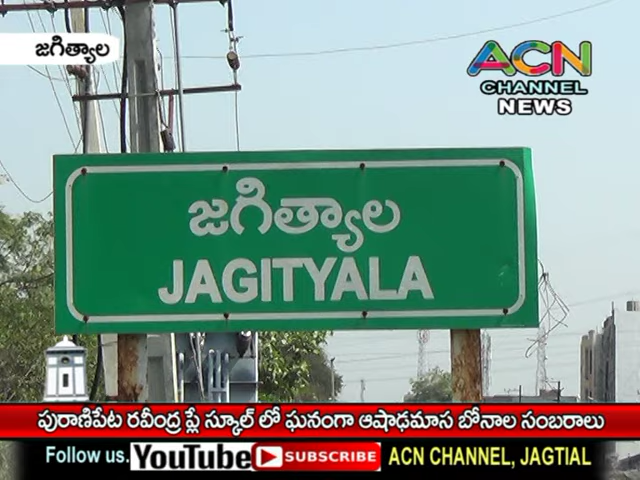 జగిత్యాల
ACN
CHANNEL
NEWS
జగిత్యాల
JAGITYALA
పురాణిపేట రవీంద్ర ప్లే స్కూల్ లో ఘనంగా ఆషాఢమాస బోనాల సంబరాలు
Follow us. YouTube SUBSCRIBE ACN CHANNEL, JAGTIAL